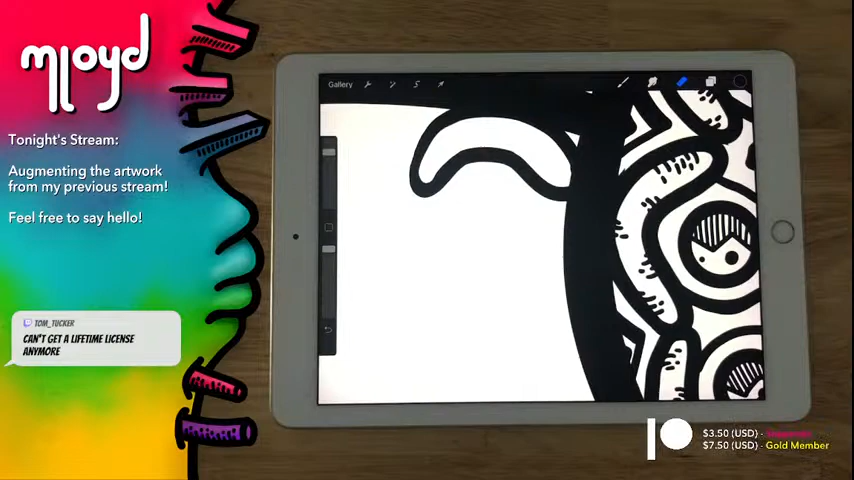 mlloyd
Tonight's Stream:
Augmenting the artwork
from my previous stream!
Feel free to say hello!
TOM_TUCKER
CAN'T GET A LIFETIME LICENSE
ANYMORE
Gallery
$3.50 (USD) -
$7.50 (USD) - Gold Member